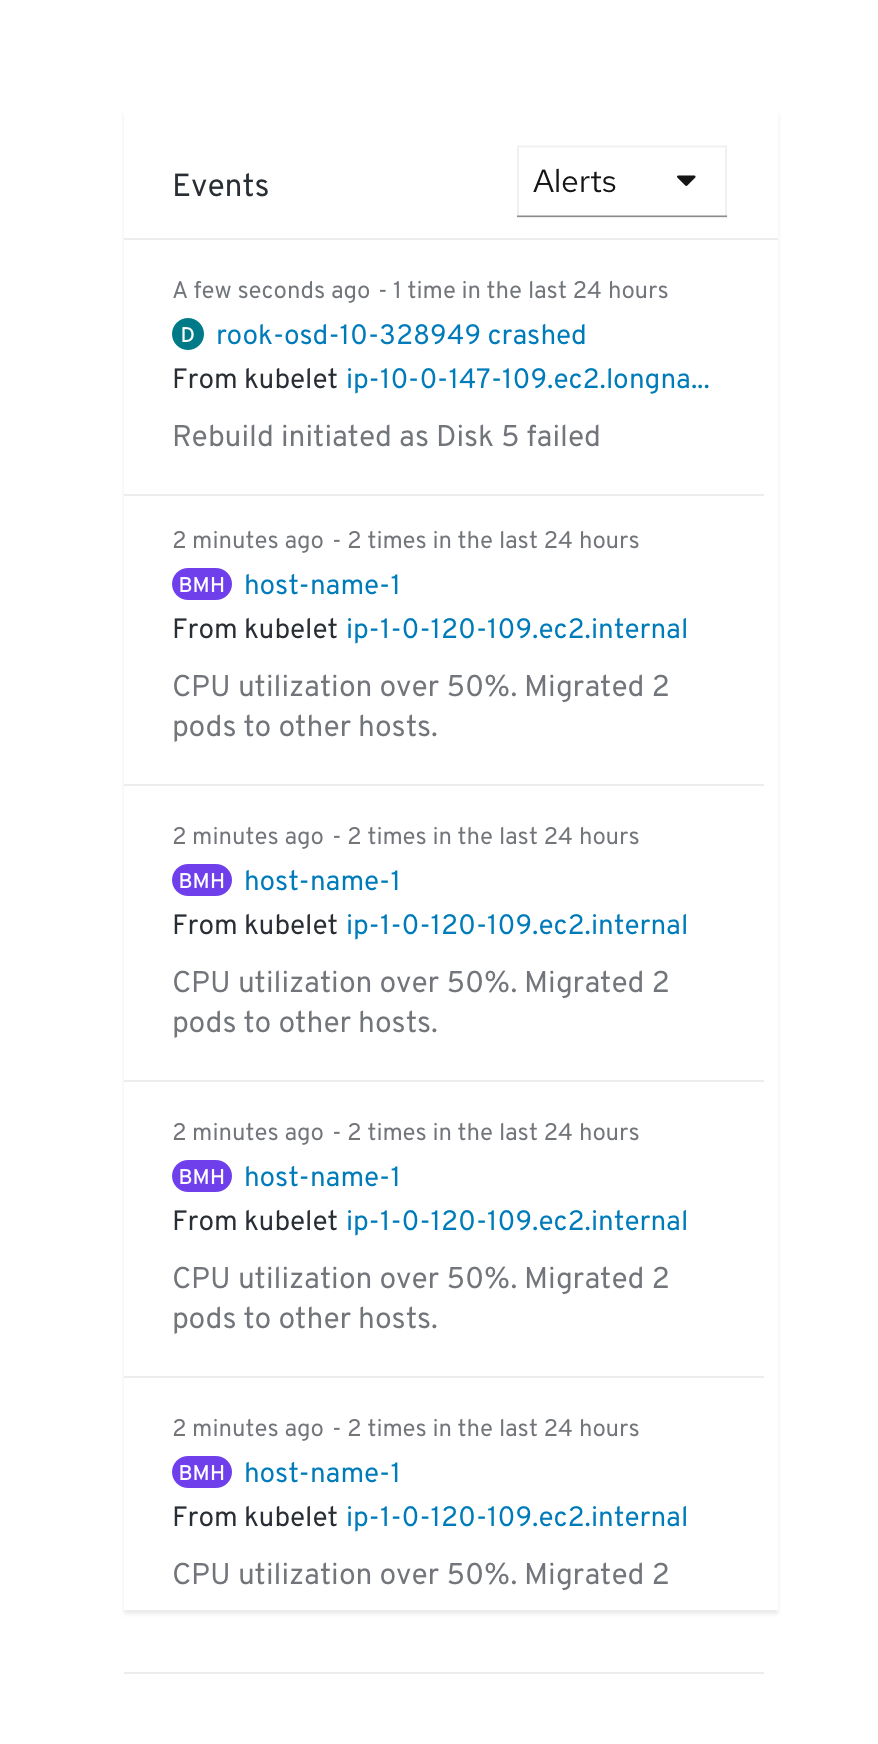 Events
Alerts
A few seconds ago - 1 time in the last 24 hours
D rook-osd-10-328949 crashed
From kubelet ip-10-0-147-109.ec2.longna...
Rebuild initiated as Disk 5 failed
2 minutes ago - 2 times in the last 24 hours
BMH host-name-1
From kubelet ip-1-0-120-109.ec2.internal
CPU utilization over 50%. Migrated 2
pods to other hosts.
2 minutes ago - 2 times in the last 24 hours
BMH host-name-1
From kubelet ip-1-0-120-109.ec2.internal
CPU utilization over 50%. Migrated 2
pods to other hosts.
2 minutes ago - 2 times in the last 24 hours
BMH host-name-1
From kubelet ip-1-0-120-109.ec2.internal
CPU utilization over 50%. Migrated 2
pods to other hosts.
2 minutes ago - 2 times in the last 24 hours
BMH host-name-1
From kubelet ip-1-0-120-109.ec2.internal
CPU utilization over 50%. Migrated 2